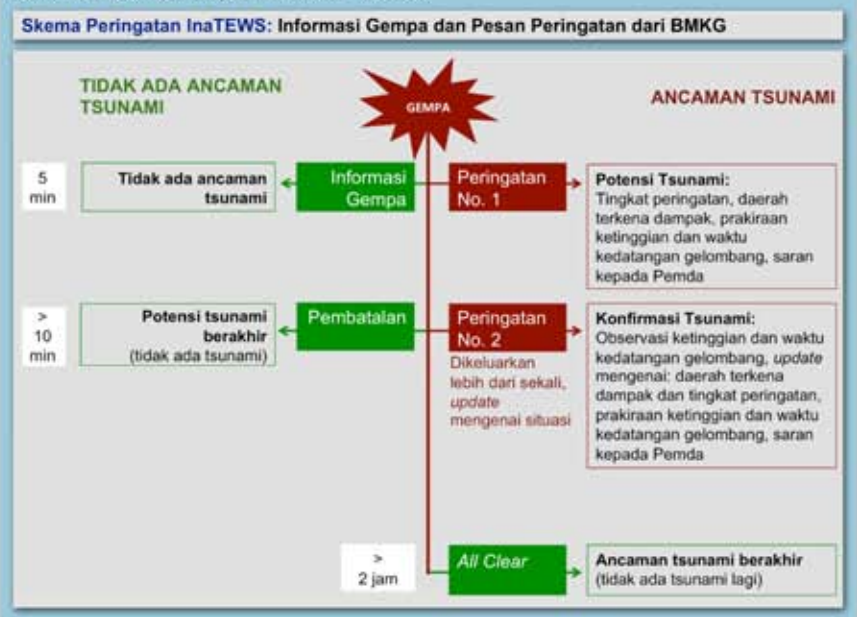 Skema Peringatan InaTEWS: Informasi Gempa dan Pesan Peringatan dari BMKG
TIDAK ADA ANCAMAN
TSUNAMI
GEMPA
ANCAMAN TSUNAMI
5
min
Tidak ada ancaman
tsunami
Informasi
Gempa
Peringatan
No. 1
Potensi Tsunami:
Tingkat peringatan, daerah
terkena dampak, prakiraan
ketinggian dan waktu
kedatangan gelombang, saran
kepada Pemda
>
10
min
Potensi tsunami
berakhir
(tidak ada tsunami)
Pembatalan
Peringatan
No. 2
Dikeluarkan
lebih dari sekali,
update
mengenai situasi
Konfirmasi Tsunami:
Observasi ketinggian dan waktu
kedatangan gelombang, update
mengenai: daerah terkena
dampak dan tingkat peringatan,
prakiraan ketinggian dan waktu
kedatangan gelombang, saran
kepada Pemda
>
2 jam
All Clear
Ancaman tsunami berakhir
(tidak ada tsunami lagi)